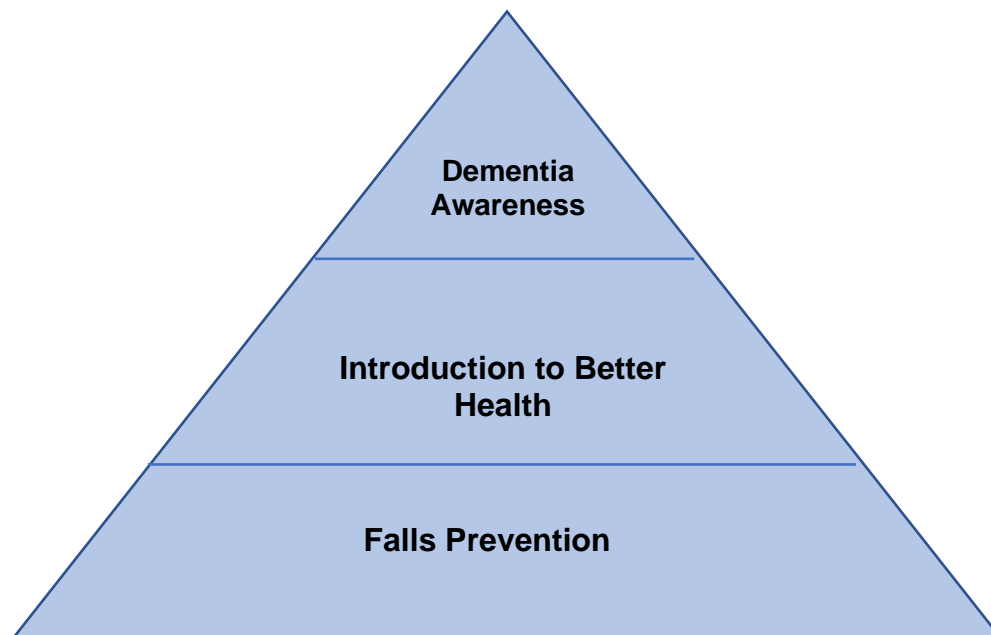 Dementia
Awareness
Introduction to Better
Health
Falls Prevention